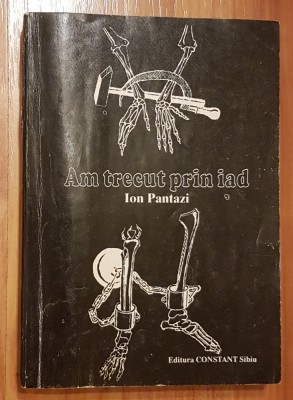 Am trecut prin iad
Ion Pantazi
Editura CONSTANT Sibiu